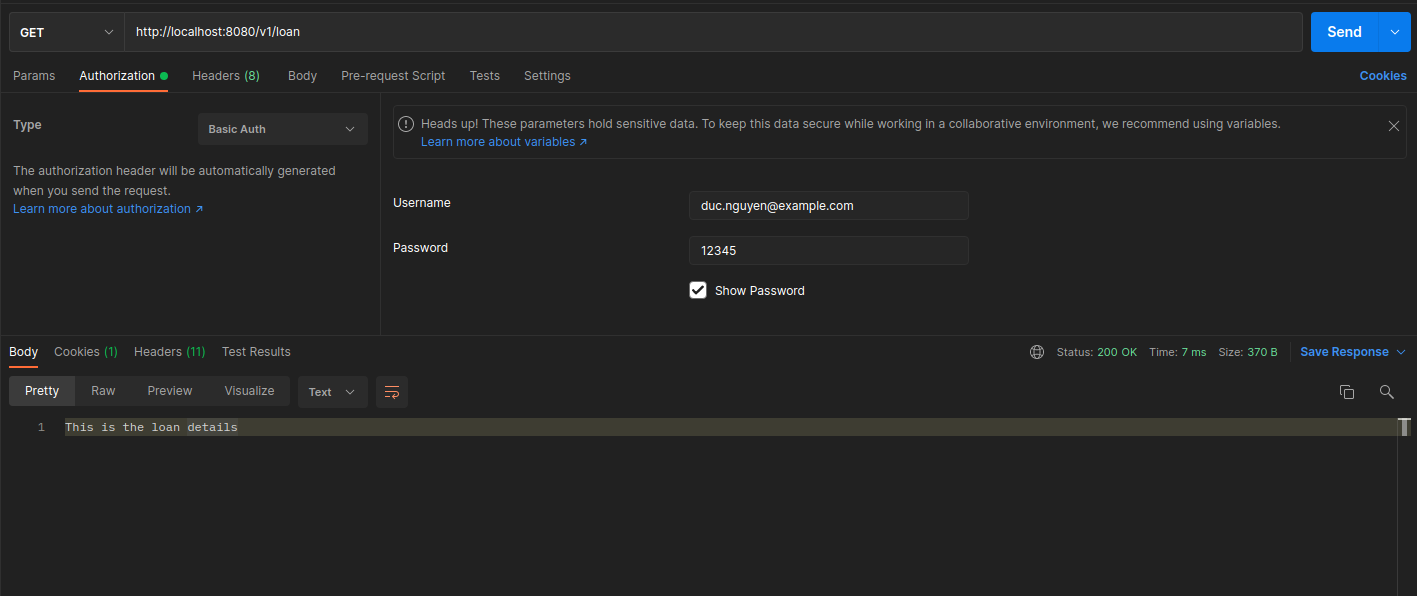 GET http://localhost:8080/v1/loan Send
Params Authorization Headers (8) Body Pre-request Script Tests Settings Cookies
Type Basic Auth
The authorization header will be automatically generated
when you send the request.
Learn more about authorization ↗
Heads up! These parameters hold sensitive data. To keep this data secure while working in a collaborative environment, we recommend using variables.
Learn more about variables ↗
Username duc.nguyen@example.com
Password 12345
Show Password
Body Cookies (1) Headers (11) Test Results Status: 200 OK Time: 7 ms Size: 370 B Save Response
Pretty Raw Preview Visualize Text
1 This is the loan details